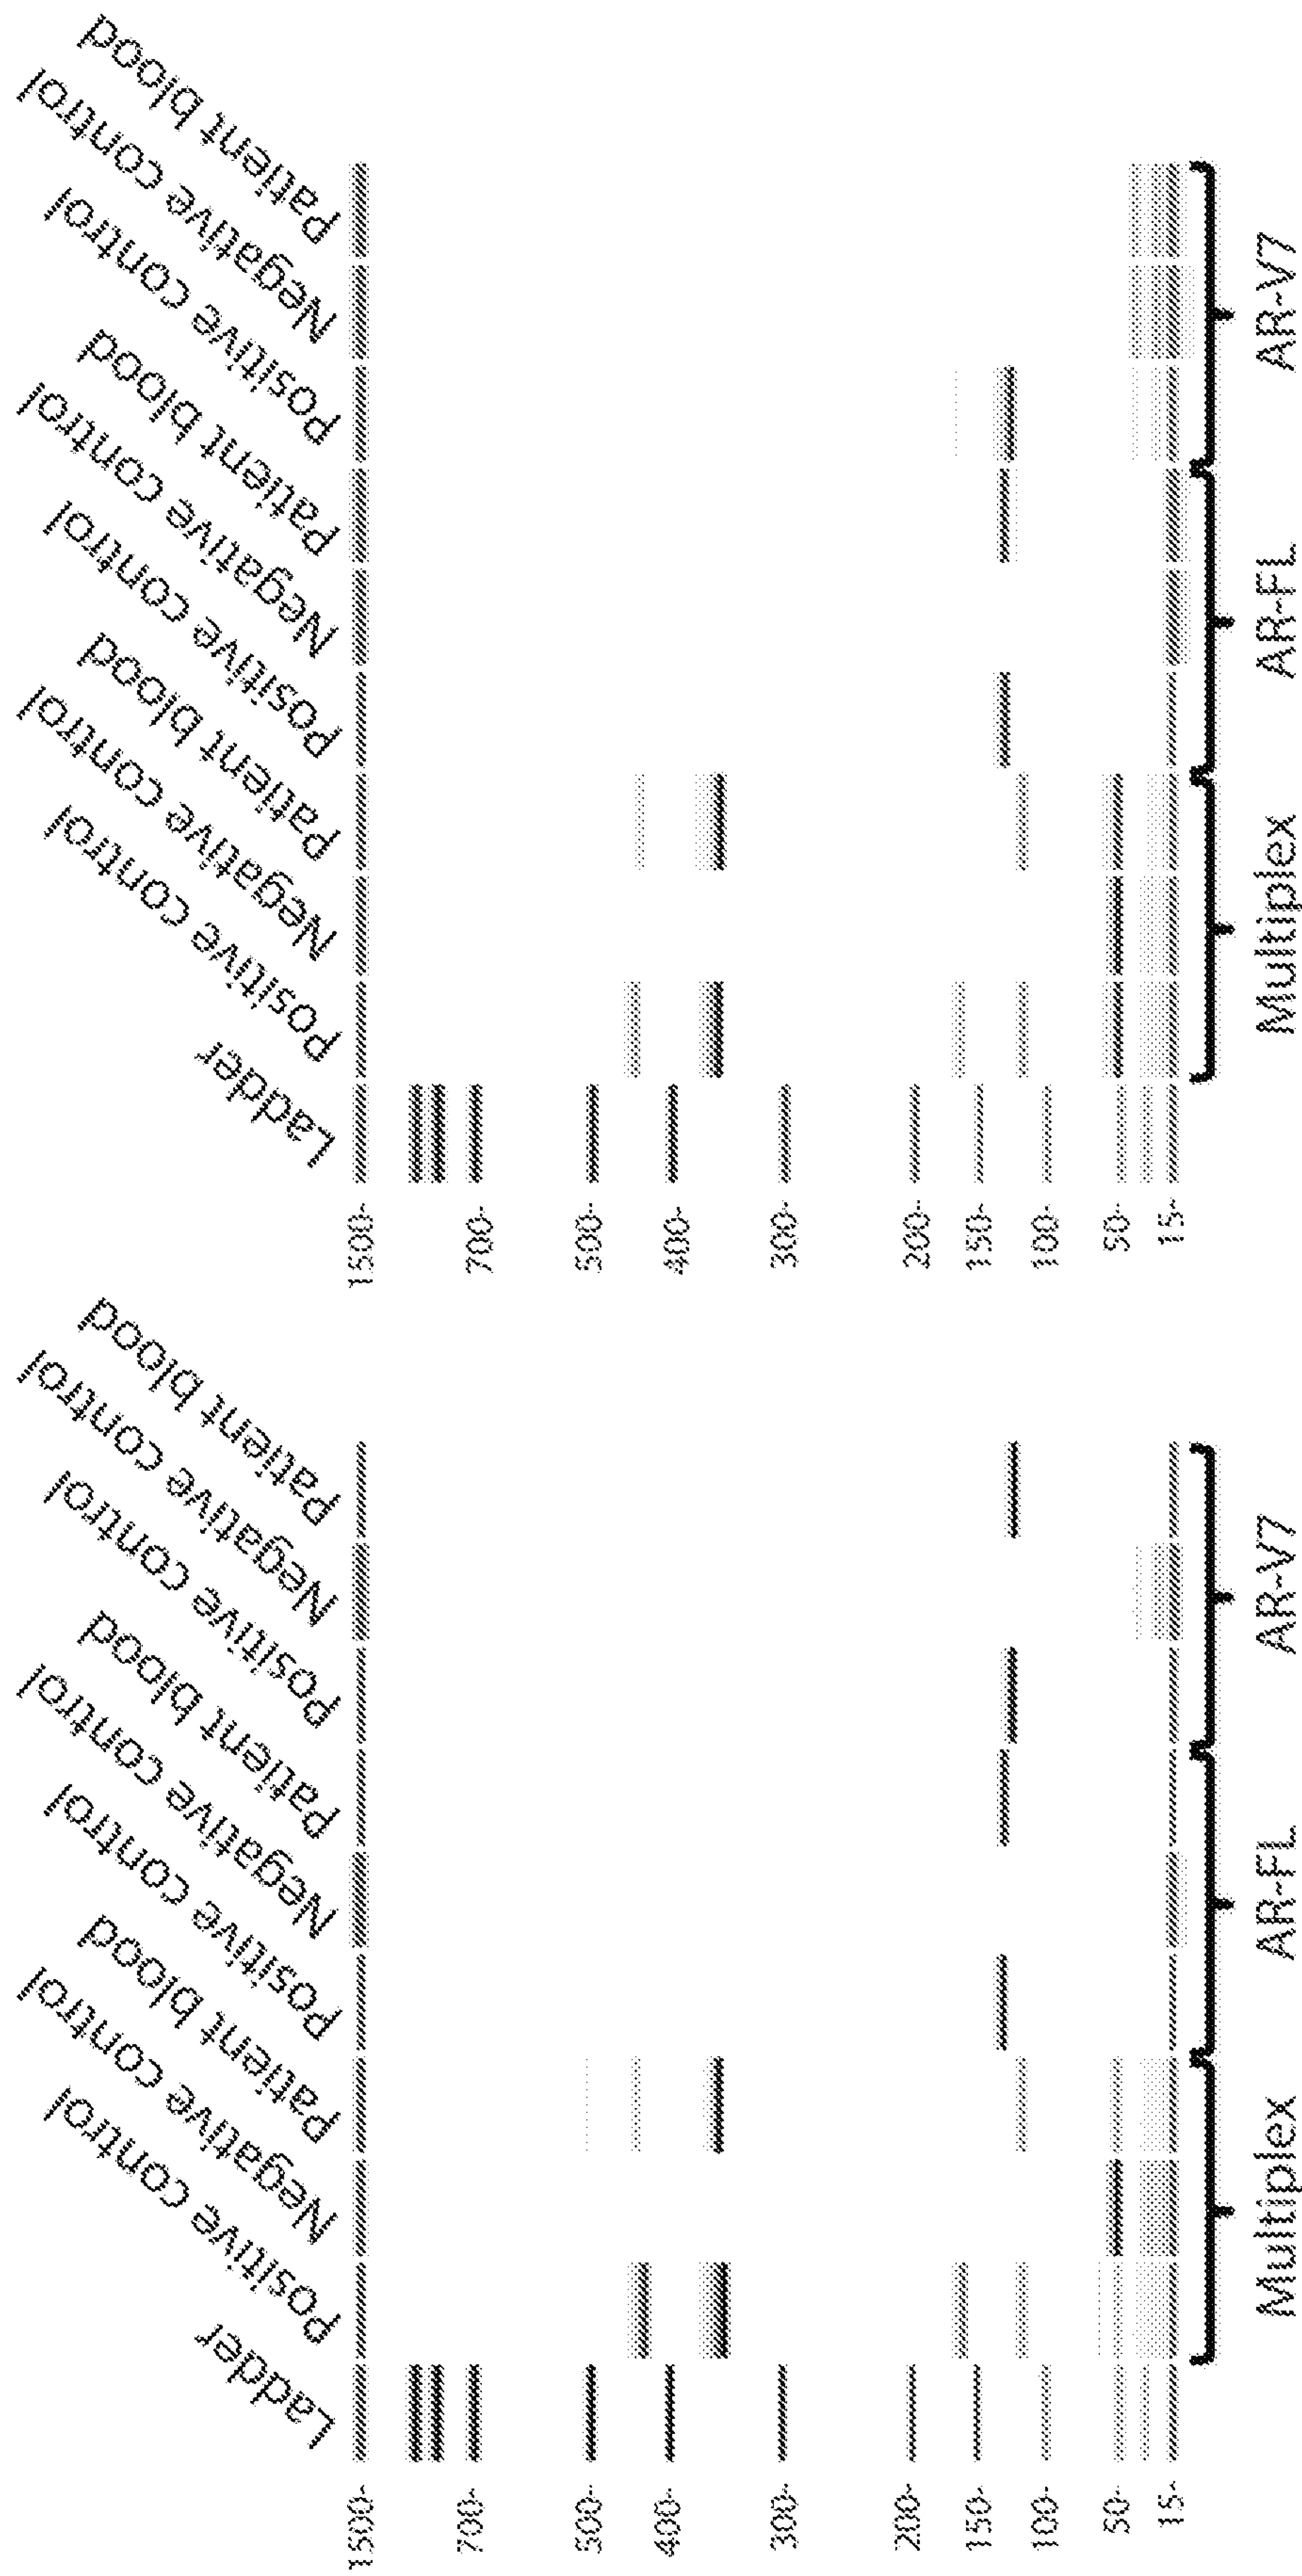 Ladder
Positive control
Negative control
Patient blood
Positive control
Negative control
Patient blood
Positive control
Negative control
Patient blood
1500-
700-
500-
400-
300-
200-
150-
100-
50-
15-
Multiplex
AR-FL
AR-V7
Ladder
Positive control
Negative control
Patient blood
Positive control
Negative control
Patient blood
Positive control
Negative control
Patient blood
1500-
700-
500-
400-
300-
200-
150-
100-
50-
15-
Multiplex
AR-FL
AR-V7